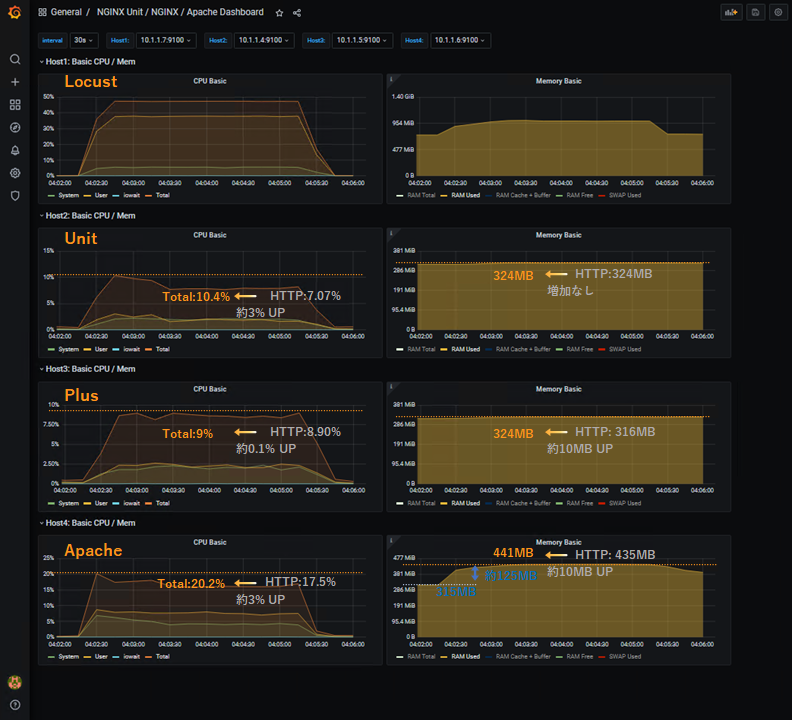 General / NGINX Unit / NGINX / Apache Dashboard
interval 30s Host1: 10.1.1.7:9100 Host2: 10.1.1.4:9100 Host3: 10.1.1.5:9100 Host4: 10.1.1.6:9100
Host1: Basic CPU / Mem
Locust
CPU Basic
50%
40%
30%
20%
10%
0%
04:02:00 04:02:30 04:03:00 04:03:30 04:04:00 04:04:30 04:05:00 04:05:30 04:06:00
System User iowait Total
Memory Basic
1.40 GiB
954 MiB
477 MiB
0 B
04:02:00 04:02:30 04:03:00 04:03:30 04:04:00 04:04:30 04:05:00 04:05:30 04:06:00
RAM Total RAM Used RAM Cache + Buffer RAM Free SWAP Used
Host2: Basic CPU / Mem
Unit
CPU Basic
15%
10%
5%
0%
Total:10.4% HTTP:7.07%
約3% UP
04:02:00 04:02:30 04:03:00 04:03:30 04:04:00 04:04:30 04:05:00 04:05:30 04:06:00
System User iowait Total
Memory Basic
381 MiB
286 MiB
191 MiB
95.4 MiB
0 B
324MB HTTP:324MB
増加なし
04:02:00 04:02:30 04:03:00 04:03:30 04:04:00 04:04:30 04:05:00 04:05:30 04:06:00
RAM Total RAM Used RAM Cache + Buffer RAM Free SWAP Used
Host3: Basic CPU / Mem
Plus
CPU Basic
10%
7.50%
5%
2.50%
0%
Total:9% HTTP:8.90%
約0.1% UP
04:02:00 04:02:30 04:03:00 04:03:30 04:04:00 04:04:30 04:05:00 04:05:30 04:06:00
System User iowait Total
Memory Basic
381 MiB
286 MiB
191 MiB
95.4 MiB
0 B
324MB HTTP: 316MB
約10MB UP
04:02:00 04:02:30 04:03:00 04:03:30 04:04:00 04:04:30 04:05:00 04:05:30 04:06:00
RAM Total RAM Used RAM Cache + Buffer RAM Free SWAP Used
Host4: Basic CPU / Mem
Apache
CPU Basic
25%
20%
15%
10%
5%
0%
Total:20.2% HTTP:17.5%
約3% UP
04:02:00 04:02:30 04:03:00 04:03:30 04:04:00 04:04:30 04:05:00 04:05:30 04:06:00
System User iowait Total
Memory Basic
477 MiB
381 MiB
286 MiB
191 MiB
95.4 MiB
0 B
441MB HTTP: 435MB
約10MB UP
約125MB
316MB
04:02:00 04:02:30 04:03:00 04:03:30 04:04:00 04:04:30 04:05:00 04:05:30 04:06:00
RAM Total RAM Used RAM Cache + Buffer RAM Free SWAP Used